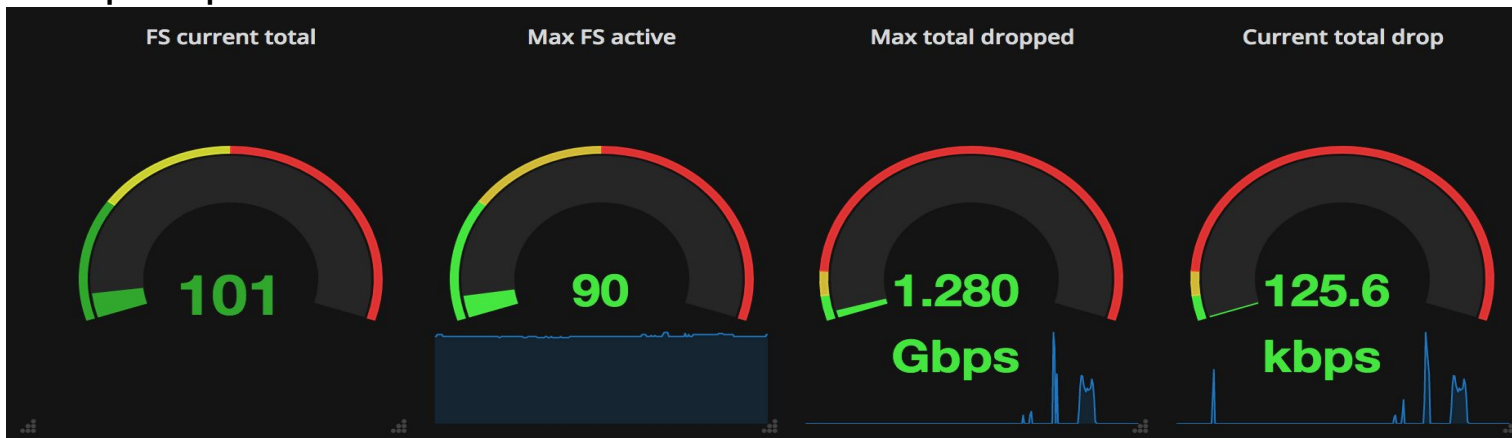 FS current total
Max FS active
Max total dropped
Current total drop
101
90
1.280
Gbps
125.6
kbps